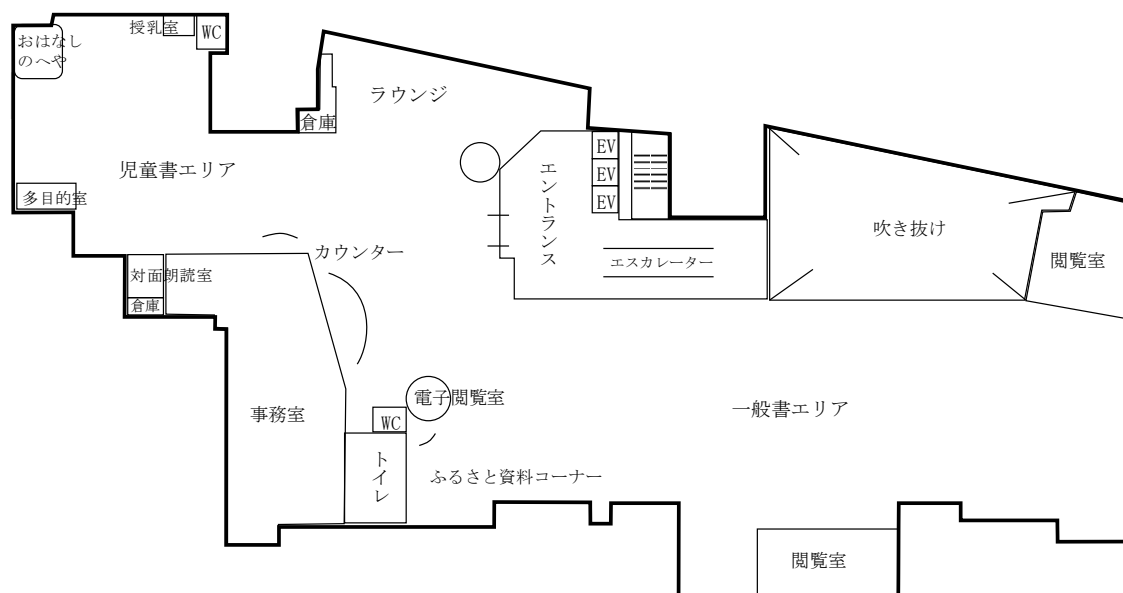 授乳室
WC
おはなし
のへや
ラウンジ
倉庫
EV
EV
EV
エントランス
児童書エリア
多目的室
吹き抜け
カウンター
エスカレーター
閲覧室
対面朗読室
倉庫
電子閲覧室
一般書エリア
事務室
WC
トイレ
ふるさと資料コーナー
閲覧室